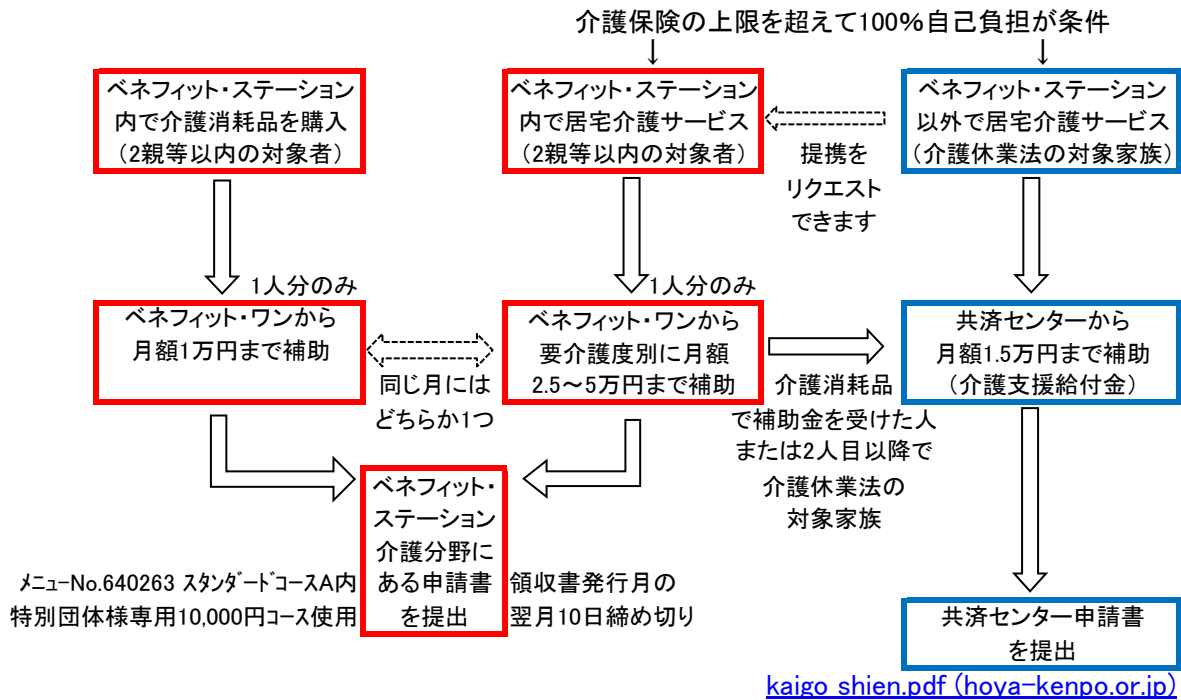 介護保険の上限を超えて100%自己負担が条件
↓
↓
ベネフィット・ステーション
内で介護消耗品を購入
（2親等以内の対象者）
ベネフィット・ステーション
内で居宅介護サービス
（2親等以内の対象者）
ベネフィット・ステーション
以外で居宅介護サービス
（介護休業法の対象家族）
提携を
リクエスト
できます
1人分のみ
ベネフィット・ワンから
月額1万円まで補助
同じ月には
どちらか1つ
1人分のみ
ベネフィット・ワンから
要介護度別に月額
2.5～5万円まで補助
介護消耗品
で補助金を受けた人
または2人目以降で
介護休業法の
対象家族
共済センターから
月額1.5万円まで補助
（介護支援給付金）
ベネフィット・
ステーション
介護分野に
ある申請書
を提出
メニューNo.640263 スタンダードコースA内
特別団体様専用10,000円コース使用
領収書発行月の
翌月10日締め切り
共済センター申請書
を提出
kaigo_shien.pdf (hoya-kenpo.or.jp)